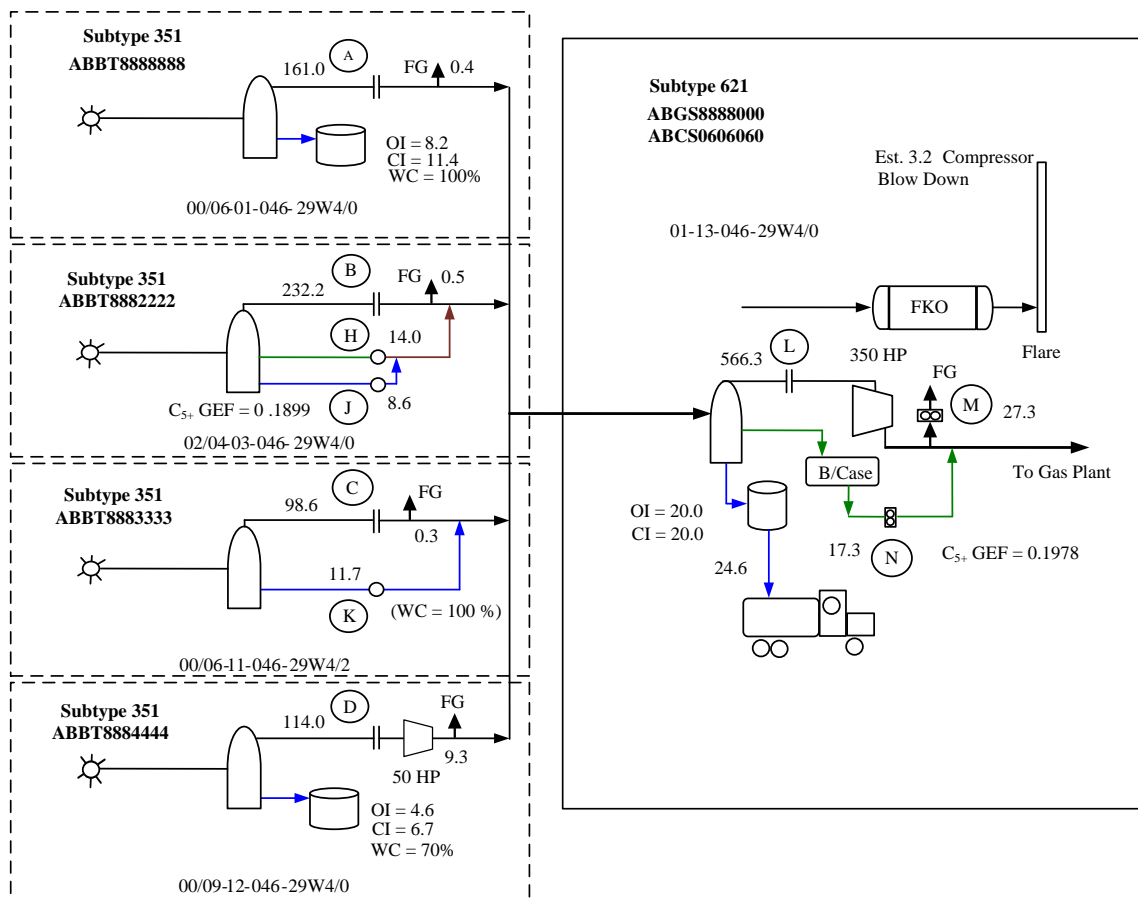 Subtype 351
ABBT8888888
161.0
A
FG
0.4
OI = 8.2
CI = 11.4
WC = 100%
00/06-01-046- 29W4/0
Subtype 351
ABBT8882222
232.2
B
FG
0.5
H
14.0
J
8.6
C5+ GEF = 0 .1899
02/04-03-046- 29W4/0
Subtype 351
ABBT8883333
98.6
C
FG
0.3
11.7
K
(WC = 100 %)
00/06-11-046-29W4/2
Subtype 351
ABBT8884444
114.0
D
FG
9.3
50 HP
OI = 4.6
CI = 6.7
WC = 70%
00/09-12-046-29W4/0
Subtype 621
ABGS8888000
ABCS0606060
Est. 3.2 Compressor
Blow Down
01-13-046-29W4/0
FKO
Flare
566.3
L
350 HP
FG
M
27.3
To Gas Plant
B/Case
OI = 20.0
CI = 20.0
17.3
N
C5+ GEF = 0.1978
24.6